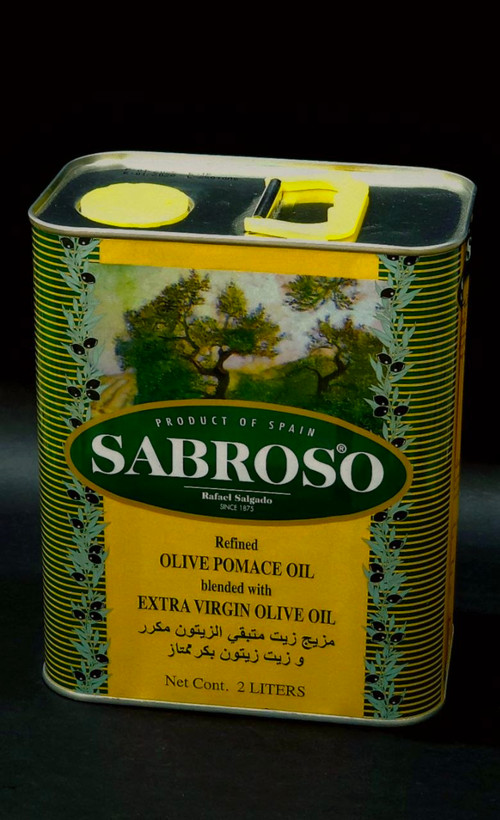 PRODUCT OF SPAIN
SABROSO®
Rafael Salgado
SINCE 1875
Refined
OLIVE POMACE OIL
blended with
EXTRA VIRGIN OLIVE OIL
مزيج زيت متبقي الزيتون مكرر
و زيت زيتون بكر ممتاز
Net Cont. 2 LITERS